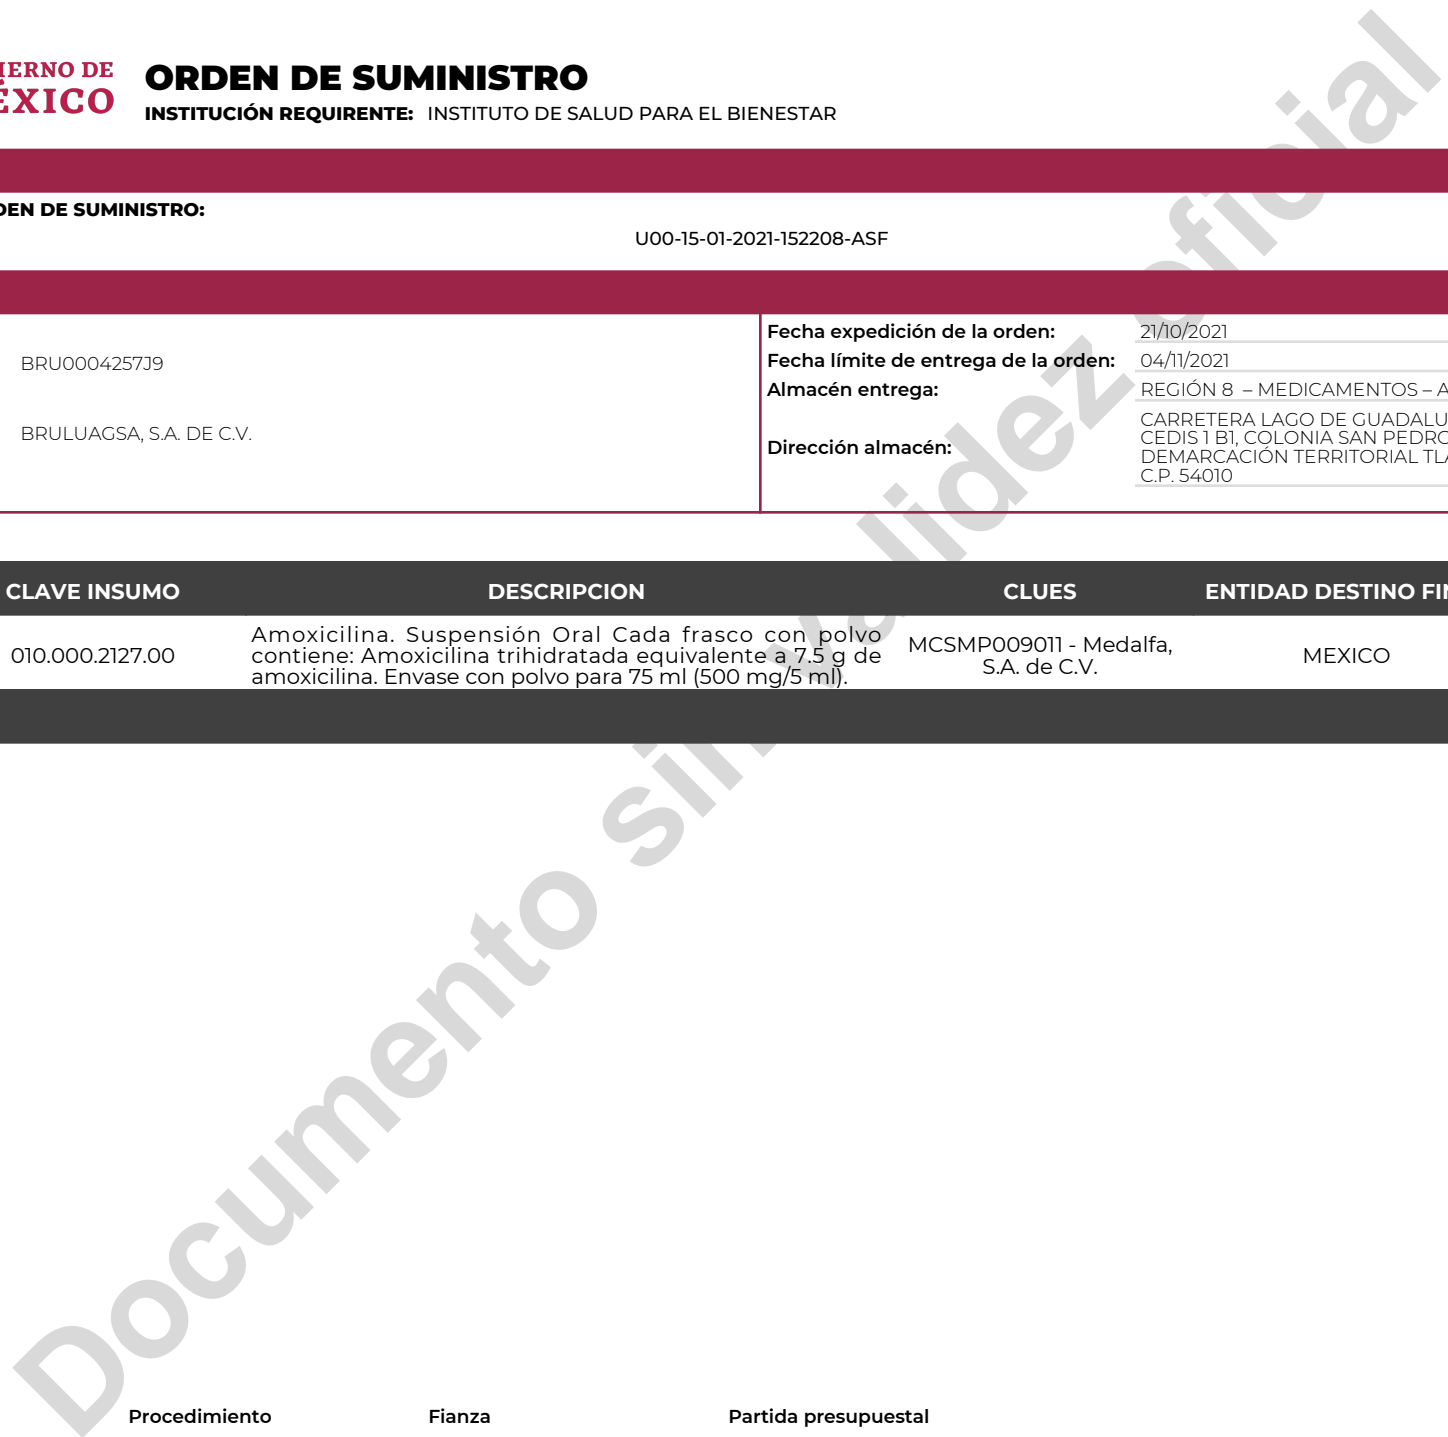 IERNO DE
ÉXICO
ORDEN DE SUMINISTRO
INSTITUCIÓN REQUIRENTE: INSTITUTO DE SALUD PARA EL BIENESTAR
DEN DE SUMINISTRO:
U00-15-01-2021-152208-ASF
BRU0004257J9
BRULUAGSA, S.A. DE C.V.
Fecha expedición de la orden: 21/10/2021
Fecha límite de entrega de la orden: 04/11/2021
Almacén entrega: REGIÓN 8 – MEDICAMENTOS – A
Dirección almacén:
CARRETERA LAGO DE GUADALU
CEDIS 1 B1, COLONIA SAN PEDRO
DEMARCACIÓN TERRITORIAL TLA
C.P. 54010
CLAVE INSUMO DESCRIPCION CLUES ENTIDAD DESTINO FIN
010.000.2127.00
Amoxicilina. Suspensión Oral Cada frasco con polvo
contiene: Amoxicilina trihidratada equivalente a 7.5 g de
amoxicilina. Envase con polvo para 75 ml (500 mg/5 ml).
MCSMP009011 - Medalfa,
S.A. de C.V.
MEXICO
Documento sin validez oficial
Procedimiento Fianza Partida presupuestal